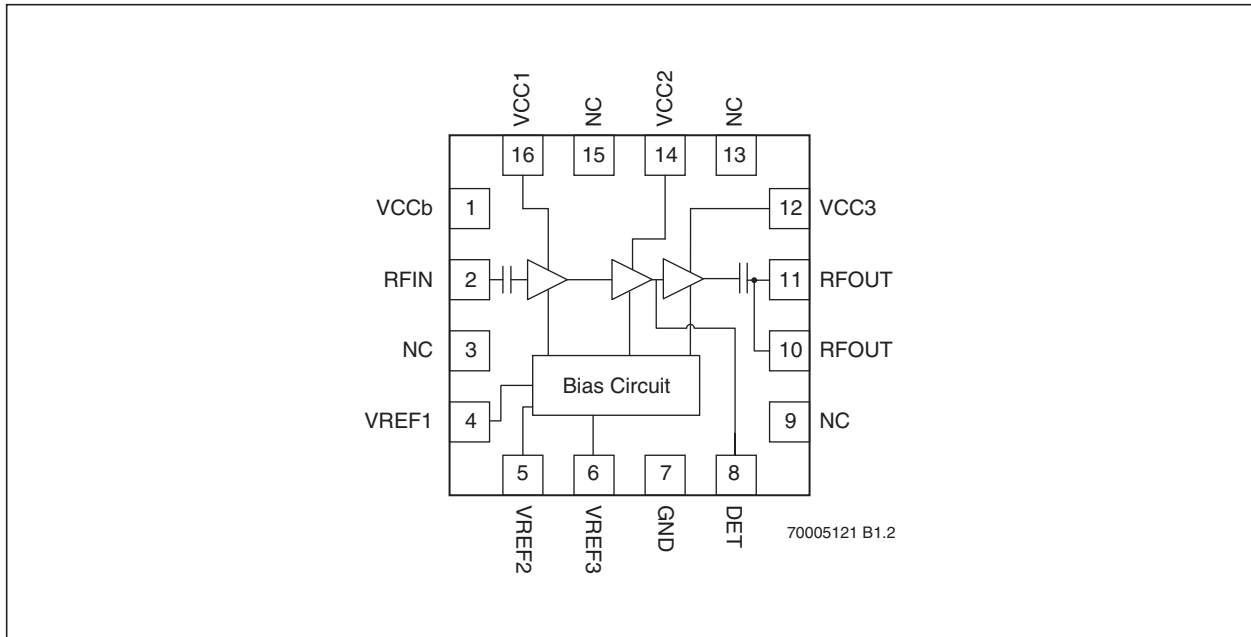 VCC1
NC
VCC2
NC
16
15
14
13
VCCb
1
12
VCC3
RFIN
2
11
RFOUT
NC
3
10
RFOUT
Bias Circuit
VREF1
4
9
NC
5
6
7
8
VREF2
VREF3
GND
DET
70005121 B1.2